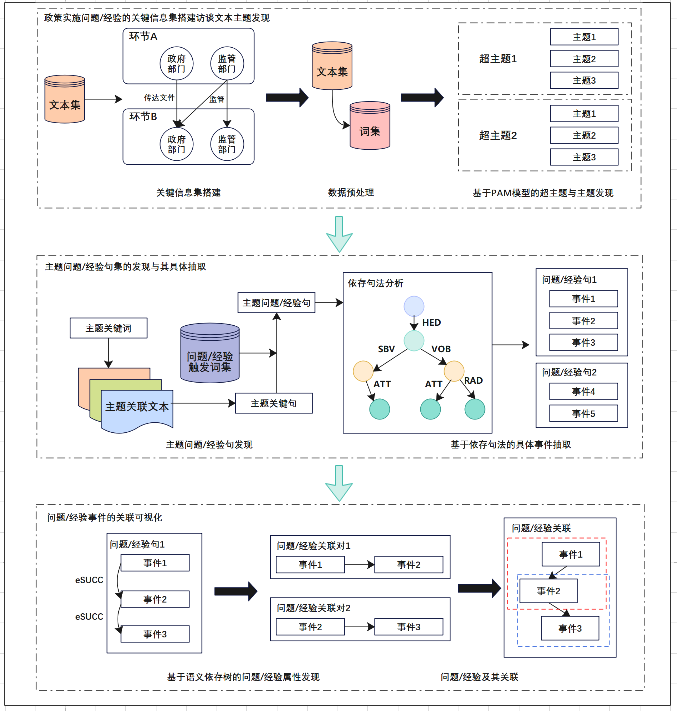 政策实施问题/经验的关键信息集搭建访谈文本主题发现
文本集
环节A
政府
部门
监管
部门
传达文件
监管
环节B
政府
部门
监管
部门
关键信息集搭建
文本集
词集
数据预处理
超主题1
主题1
主题2
主题3
超主题2
主题1
主题2
主题3
基于PAM模型的超主题与主题发现
主题问题/经验句集的发现与其具体抽取
主题关键词
主题关联文本
问题/经验
触发词集
主题问题/经验句
主题关键句
主题问题/经验句发现
依存句法分析
HED
SBV
VOB
ATT
ATT
RAD
问题/经验句1
事件1
事件2
事件3
问题/经验句2
事件4
事件5
基于依存句法的具体事件抽取
问题/经验事件的关联可视化
问题/经验句1
事件1
eSUCC
事件2
eSUCC
事件3
问题/经验关联对1
事件1
事件2
问题/经验关联对2
事件2
事件3
基于语义依存树的问题/经验属性发现
问题/经验关联
事件1
事件2
事件3
问题/经验及其关联